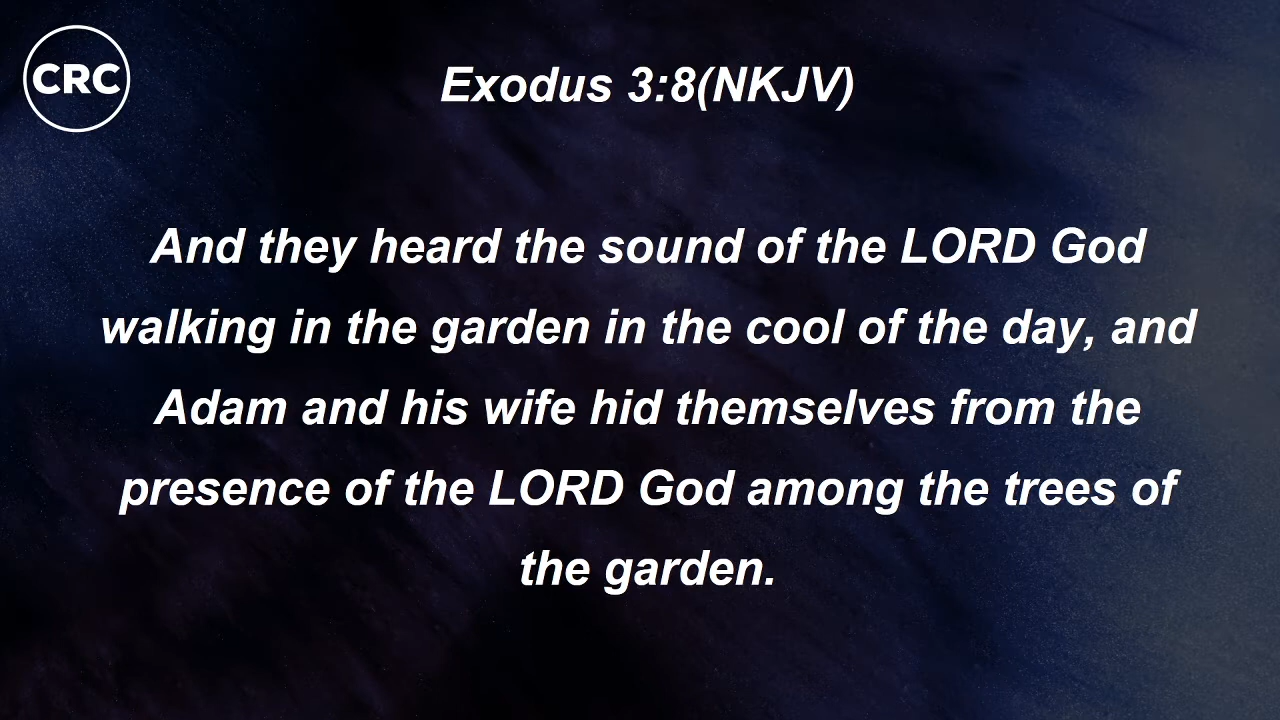 CRC
Exodus 3:8(NKJV)
And they heard the sound of the LORD God
walking in the garden in the cool of the day, and
Adam and his wife hid themselves from the
presence of the LORD God among the trees of
the garden.